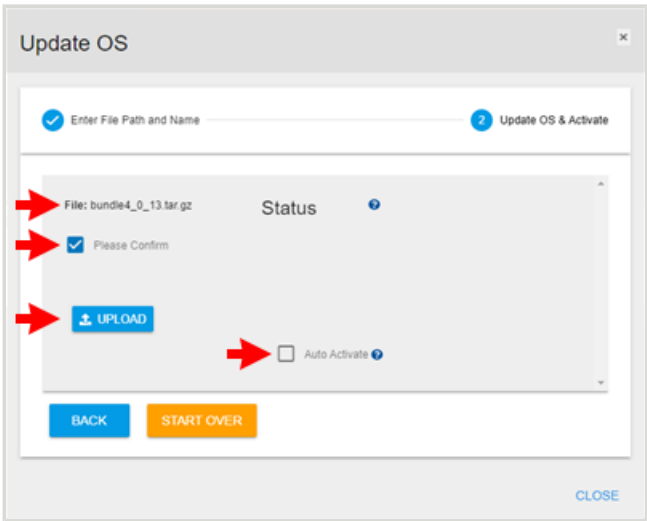 Update OS
×
Enter File Path and Name
2 Update OS & Activate
File: bundle4_0_13.tar.gz
Status ?
Please Confirm
UPLOAD
Auto Activate ?
BACK
START OVER
CLOSE